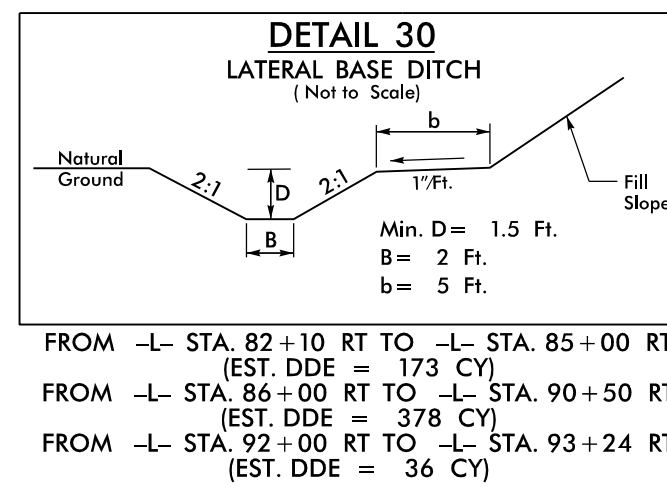 DETAIL 30
LATERAL BASE DITCH
( Not to Scale)
b
Natural
Ground
2:1
D
2:1
1"/Ft.
Fill
Slope
B
Min. D = 1.5 Ft.
B = 2 Ft.
b = 5 Ft.
FROM -L- STA. 82+10 RT TO -L- STA. 85+00 RT
(EST. DDE = 173 CY)
FROM -L- STA. 86+00 RT TO -L- STA. 90+50 RT
(EST. DDE = 378 CY)
FROM -L- STA. 92+00 RT TO -L- STA. 93+24 RT
(EST. DDE = 36 CY)